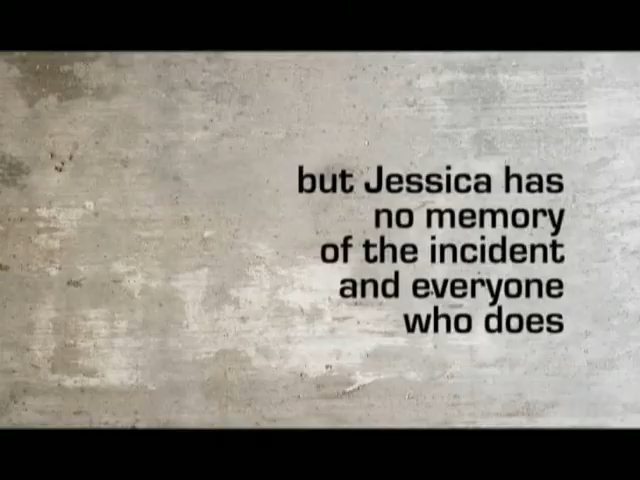 but Jessica has
no memory
of the incident
and everyone
who does